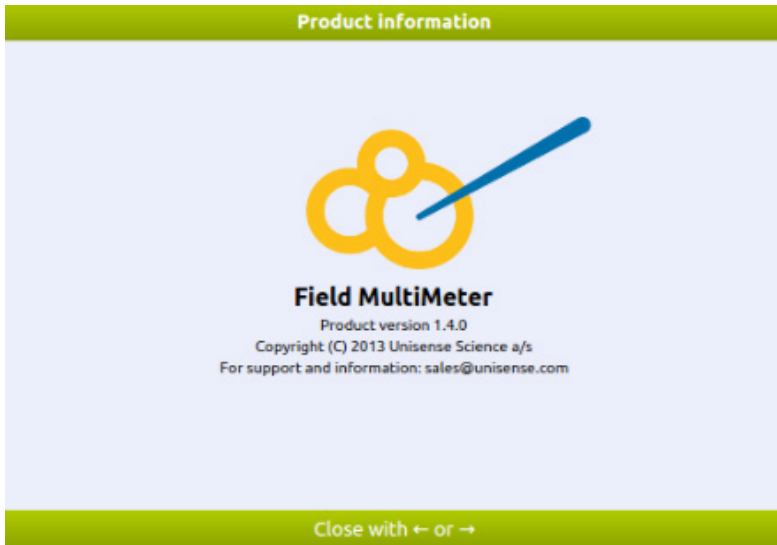 Product information
Field MultiMeter
Product version 1.4.0
Copyright (C) 2013 Unisense Science a/s
For support and information: sales@unisense.com
Close with ← or →